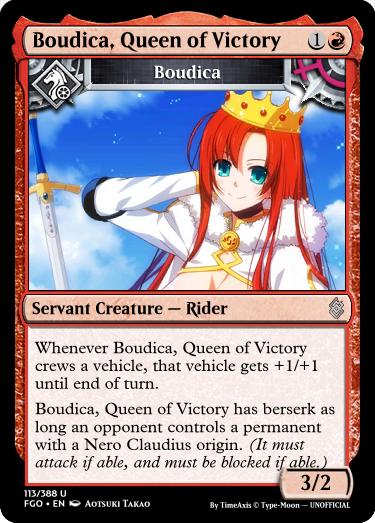 Boudica, Queen of Victory 1
Boudica
Servant Creature — Rider
Whenever Boudica, Queen of Victory
crews a vehicle, that vehicle gets +1/+1
until end of turn.
Boudica, Queen of Victory has berserk as
long an opponent controls a permanent
with a Nero Claudius origin. (It must
attack if able, and must be blocked if able.)
3/2
113/388 U
FGO • EN Aotsuki Takao
By TimeAxis © Type-Moon — UNOFFICIAL